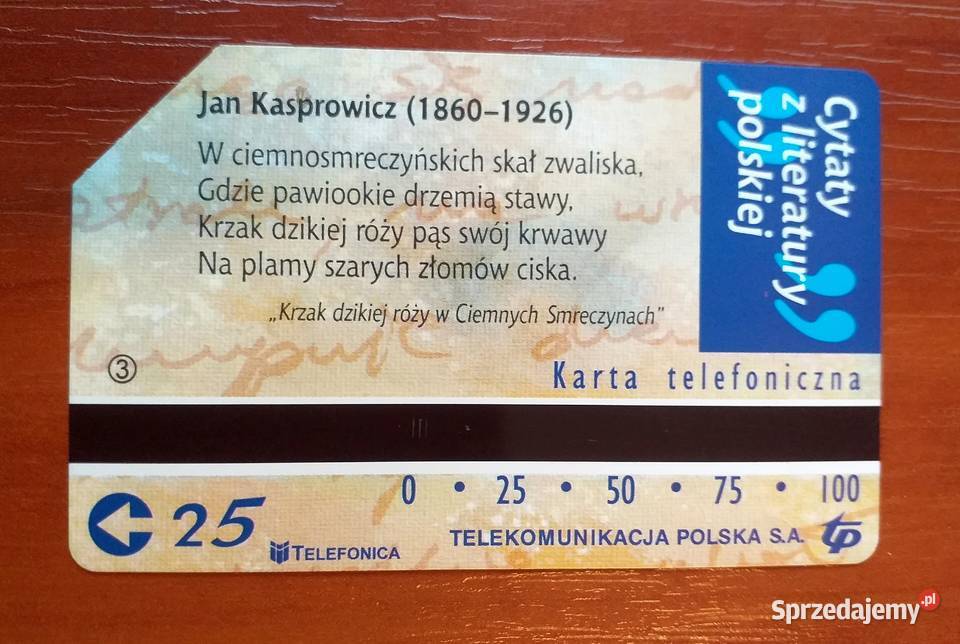 Jan Kasprowicz (1860–1926)
W ciemnosmreczyńskich skał zwaliska,
Gdzie pawiookie drzemią stawy,
Krzak dzikiej róży pąs swój krwawy
Na plamy szarych złomów ciska.
„Krzak dzikiej róży w Ciemnych Smreczynach"
Cytaty
z literatury
polskiej
3
Karta telefoniczna
0 • 25 • 50 • 75 • 100
25
TELEFONICA
TELEKOMUNIKACJA POLSKA S.A.
tp
Sprzedajemy.pl